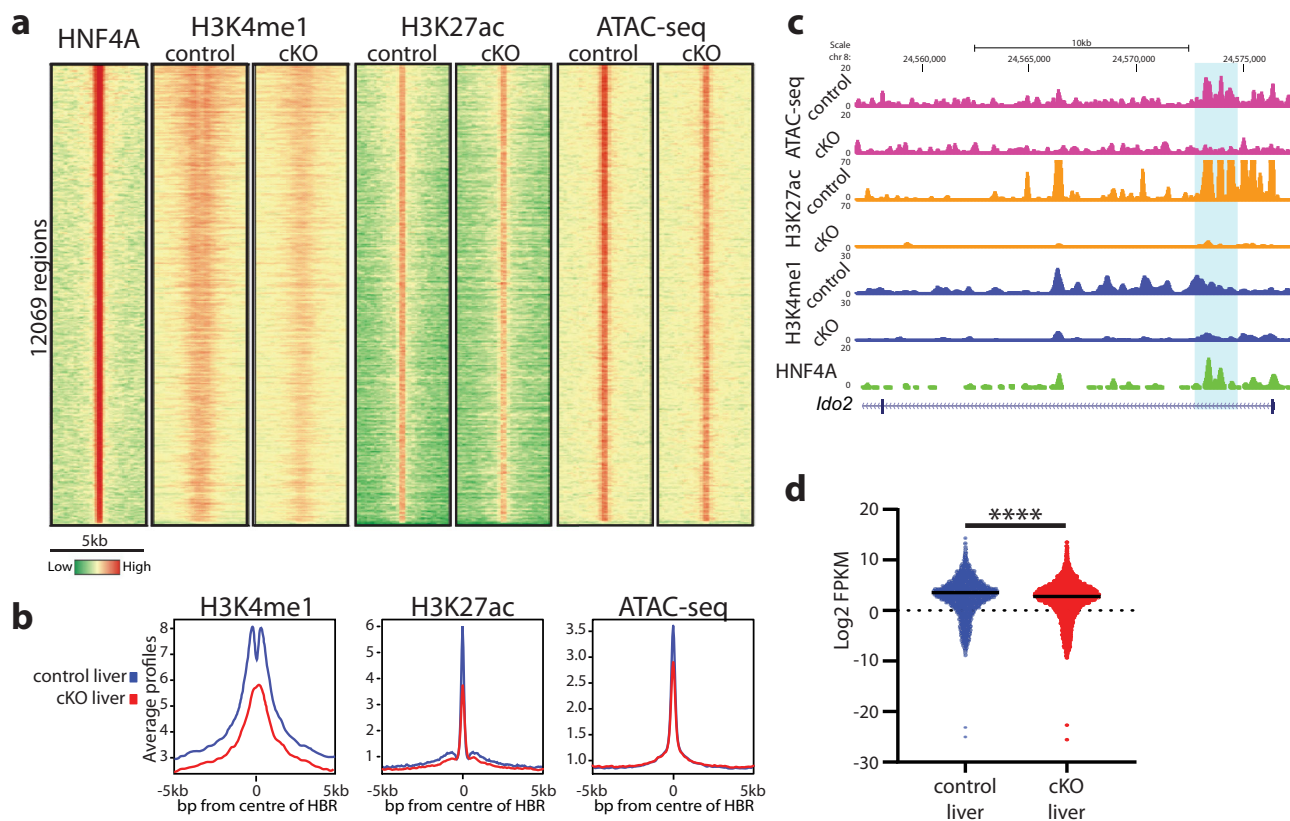 a
HNF4A
H3K4me1
control cKO
H3K27ac
control cKO
ATAC-seq
control cKO
12069 regions
5kb
Low High
b
H3K4me1
H3K27ac
ATAC-seq
control liver
cKO liver
Average profiles
8
7
6
5
4
3
-5kb 0 5kb
bp from centre of HBR
6
5
4
3
2
1
-5kb 0 5kb
bp from centre of HBR
3.5
3.0
2.5
2.0
1.5
1.0
-5kb 0 5kb
bp from centre of HBR
c
Scale
10kb
chr 8:
24,560,000 24,565,000 24,570,000 24,575,000
ATAC-seq
20
control
0
20
cKO
0
H3K27ac
70
control
0
70
cKO
0
H3K4me1
30
control
0
30
cKO
0
20
HNF4A
0
Ido2
d
****
Log2 FPKM
20
10
0
-10
-20
-30
control
liver
cKO
liver